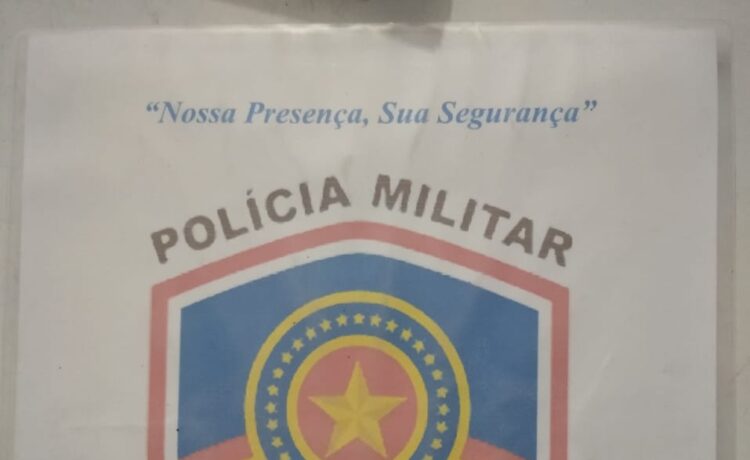 “Nossa Presença, Sua Segurança”
POLÍCIA MILITAR